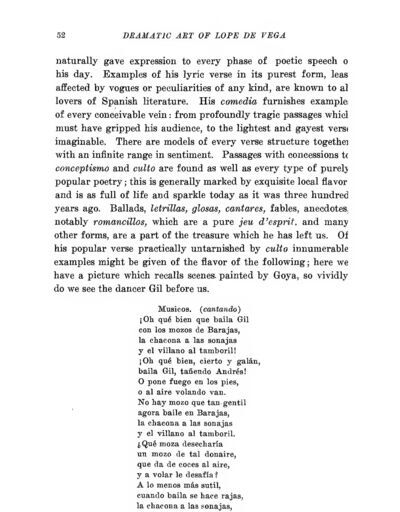 52 DRAMATIC ART OF LOPE DE VEGA
naturally gave expression to every phase of poetic speech o
his day. Examples of his lyric verse in its purest form, leas
affected by vogues or peculiarities of any kind, are known to al
lovers of Spanish literature. His comedia furnishes example
of every conceivable vein: from profoundly tragic passages which
must have gripped his audience, to the lightest and gayest verse
imaginable. There are models of every verse structure together
with an infinite range in sentiment. Passages with concessions to
conceptismo and culto are found as well as every type of purely
popular poetry; this is generally marked by exquisite local flavor
and is as full of life and sparkle today as it was three hundred
years ago. Ballads, letrillas, glosas, cantares, fables, anecdotes,
notably romancillos, which are a pure jeu d'esprit, and many
other forms, are a part of the treasure which he has left us. Of
his popular verse practically untarnished by culto innumerable
examples might be given of the flavor of the following; here we
have a picture which recalls scenes painted by Goya, so vividly
do we see the dancer Gil before us.
Musicos. (cantando)
¡Oh qué bien que baila Gil
con los mozos de Barajas,
la chacona a las sonajas
y el villano al tamboril!
¡Oh qué bien, cierto y galán,
baila Gil, tañendo Andrés!
O pone fuego en los pies,
o al aire volando van.
No hay mozo que tan gentil
agora baile en Barajas,
la chacona a las sonajas
y el villano al tamboril.
¿Qué moza desecharía
un mozo de tal donaire,
que da de coces al aire,
y a volar le desafía?
A lo menos más sutil,
cuando baila se hace rajas,
la chacona a las sonajas,